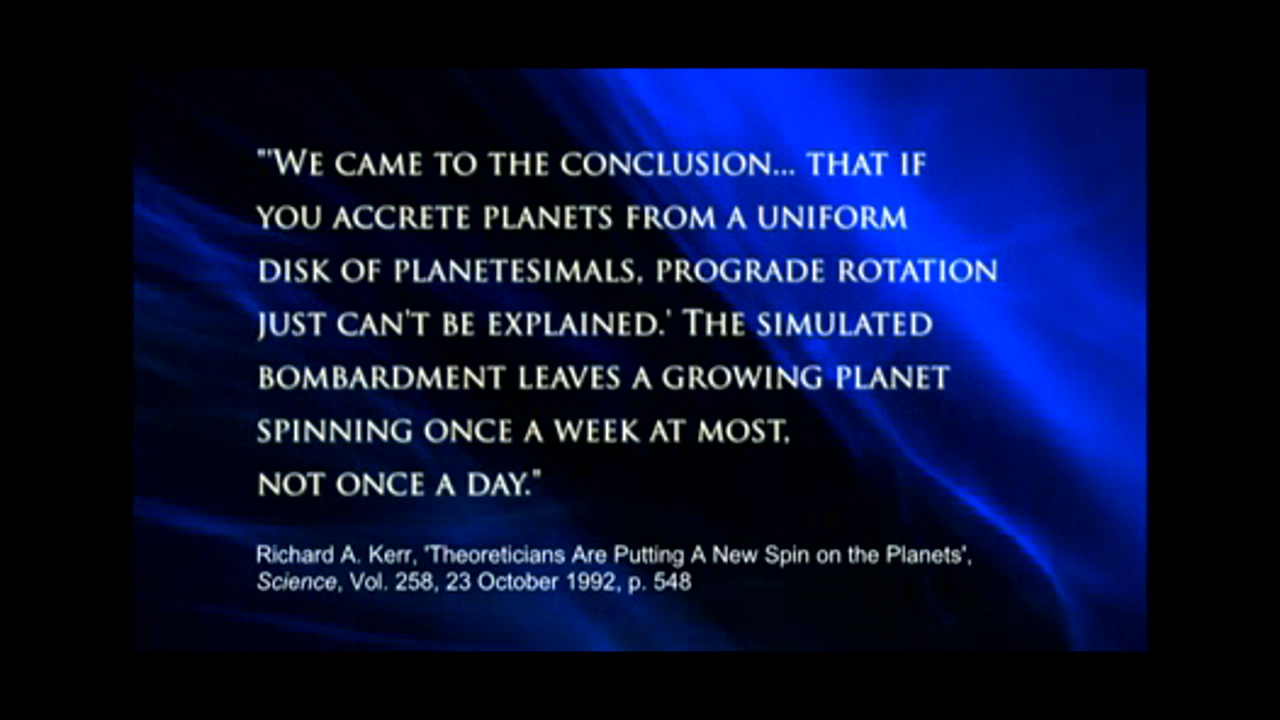 "'We came to the conclusion... that if
you accrete planets from a uniform
disk of planetesimals, prograde rotation
just can't be explained.' The simulated
bombardment leaves a growing planet
spinning once a week at most,
not once a day."
Richard A. Kerr, 'Theoreticians Are Putting A New Spin on the Planets',
Science, Vol. 258, 23 October 1992, p. 548